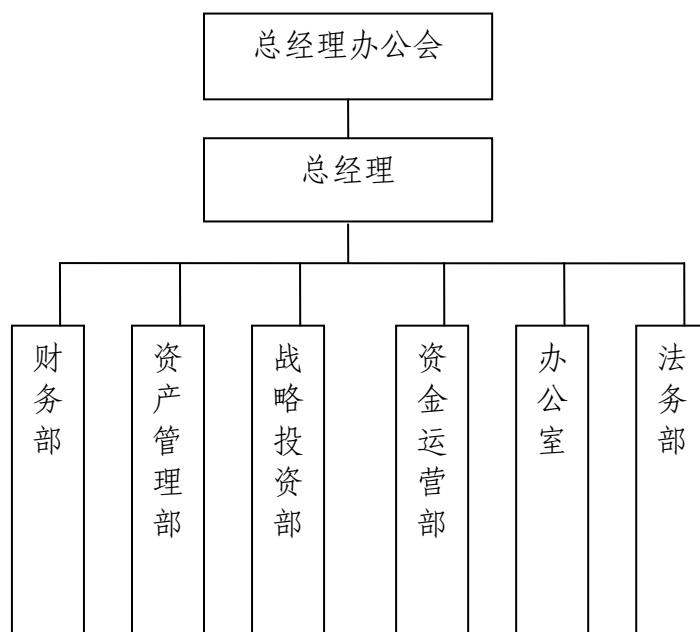 总经理办公会
总经理
财务部
资产管理部
战略投资部
资金运营部
办公室
法务部